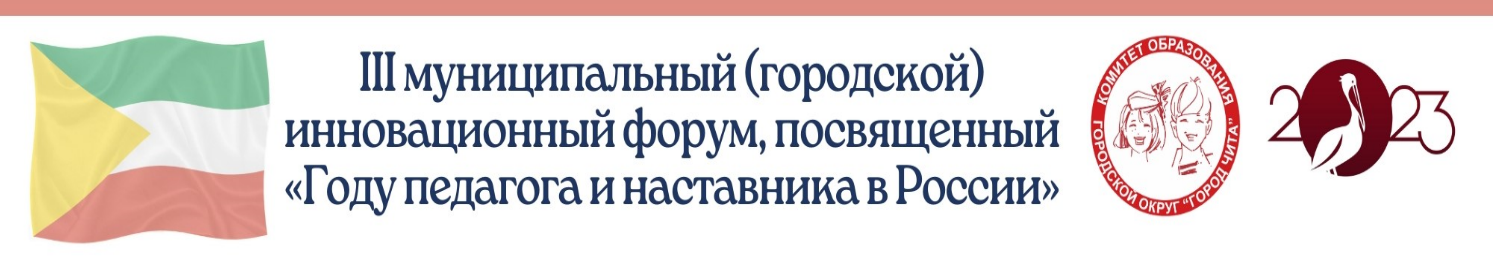 III муниципальный (городской)
инновационный форум, посвященный
«Году педагога и наставника в России»
КОМИТЕТ ОБРАЗОВАНИЯ
ГОРОДСКОЙ ОКРУГ "ГОРОД ЧИТА"
2023